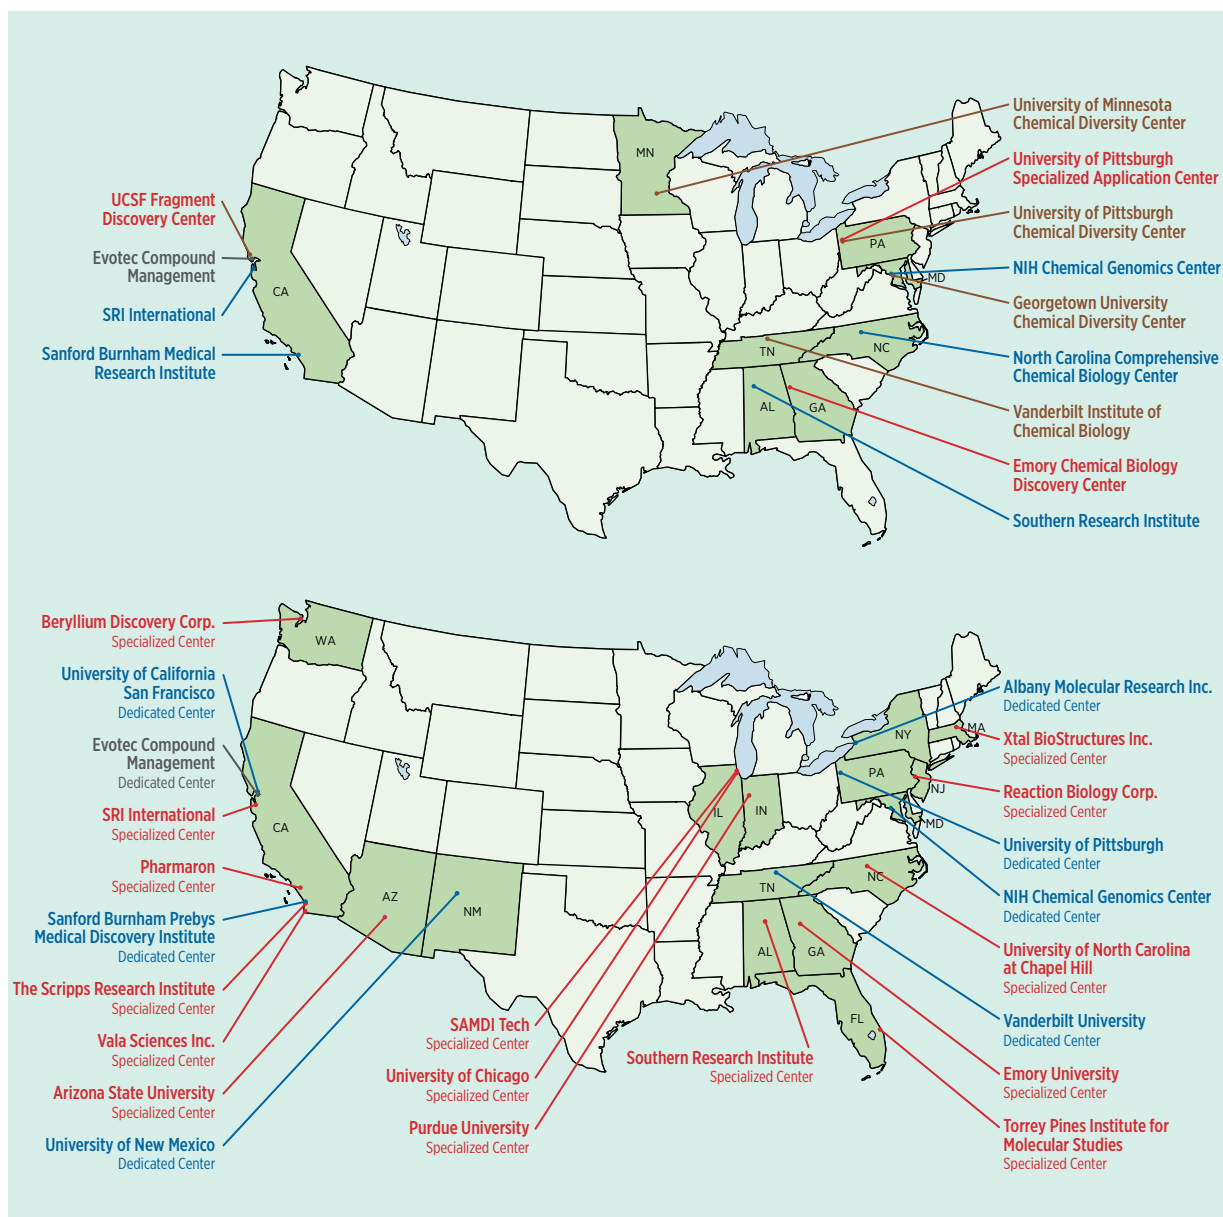 UCSF Fragment
Discovery Center
Evotec Compound
Management
SRI International
Sanford Burnham Medical
Research Institute
MN
CA
PA
MD
TN
NC
AL
GA
University of Minnesota
Chemical Diversity Center
University of Pittsburgh
Specialized Application Center
University of Pittsburgh
Chemical Diversity Center
NIH Chemical Genomics Center
Georgetown University
Chemical Diversity Center
North Carolina Comprehensive
Chemical Biology Center
Vanderbilt Institute of
Chemical Biology
Emory Chemical Biology
Discovery Center
Southern Research Institute
Beryllium Discovery Corp.
Specialized Center
University of California
San Francisco
Dedicated Center
Evotec Compound
Management
Dedicated Center
SRI International
Specialized Center
Pharmaron
Specialized Center
Sanford Burnham Prebys
Medical Discovery Institute
Dedicated Center
The Scripps Research Institute
Specialized Center
Vala Sciences Inc.
Specialized Center
Arizona State University
Specialized Center
University of New Mexico
Dedicated Center
WA
CA
AZ
NM
IL
IN
NY
MA
PA
NJ
MD
TN
NC
AL
GA
FL
SAMDI Tech
Specialized Center
University of Chicago
Specialized Center
Purdue University
Specialized Center
Southern Research Institute
Specialized Center
Albany Molecular Research Inc.
Dedicated Center
Xtal BioStructures Inc.
Specialized Center
Reaction Biology Corp.
Specialized Center
University of Pittsburgh
Dedicated Center
NIH Chemical Genomics Center
Dedicated Center
University of North Carolina
at Chapel Hill
Specialized Center
Vanderbilt University
Dedicated Center
Emory University
Specialized Center
Torrey Pines Institute for
Molecular Studies
Specialized Center